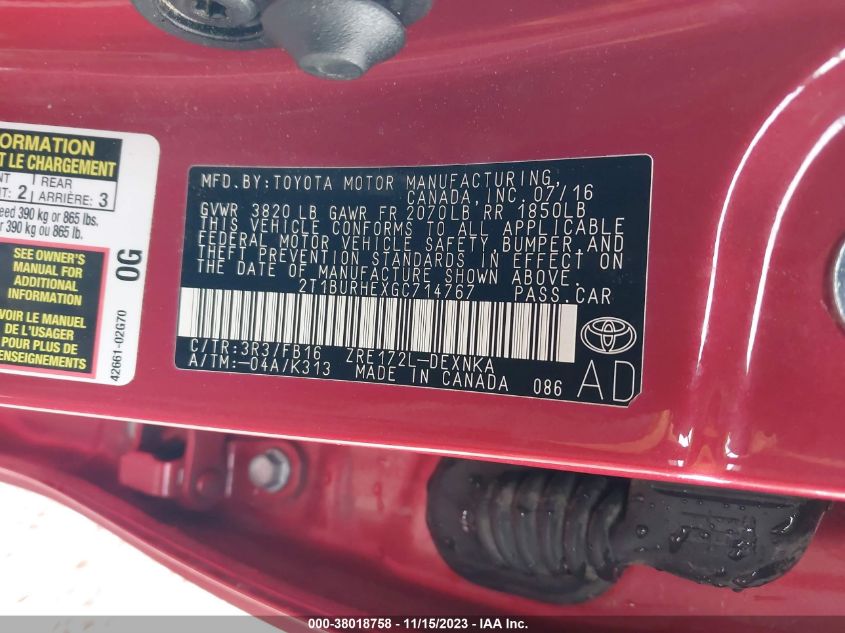 ORMATION
T LE CHARGEMENT
NT REAR
NT: 2 ARRIÈRE: 3
eed 390 kg or 865 lbs.
r 390 kg ou 865 lb.
SEE OWNER'S
MANUAL FOR
ADDITIONAL
INFORMATION
VOIR LE MANUEL
DE
POUR PLUS DE
42661-02G70
0G
MFD.BY:TOYOTA MOTOR MANUFACTURING
CANADA, INC. 07/16
GVWR 3820 LB GAWR FR 2070LB RR 1850LB
THIS VEHICLE CONFORMS TO ALL APPLICABLE
FEDERAL MOTOR VEHICLE SAFETY,BUMPER,AND
THEFT PREVENTION STANDARDS IN EFFECT ON
THE DATE OF MANUFACTURE SHOWN ABOVE.
2T1BURHEXGC714767 PASS.CAR
C/TR:3R3/FB16 ZRE172L-DEXNKA
A/TM:-04A/K313 MADE IN CANADA 086
AD
000-38018758 - 11/15/2023 - IAA Inc.